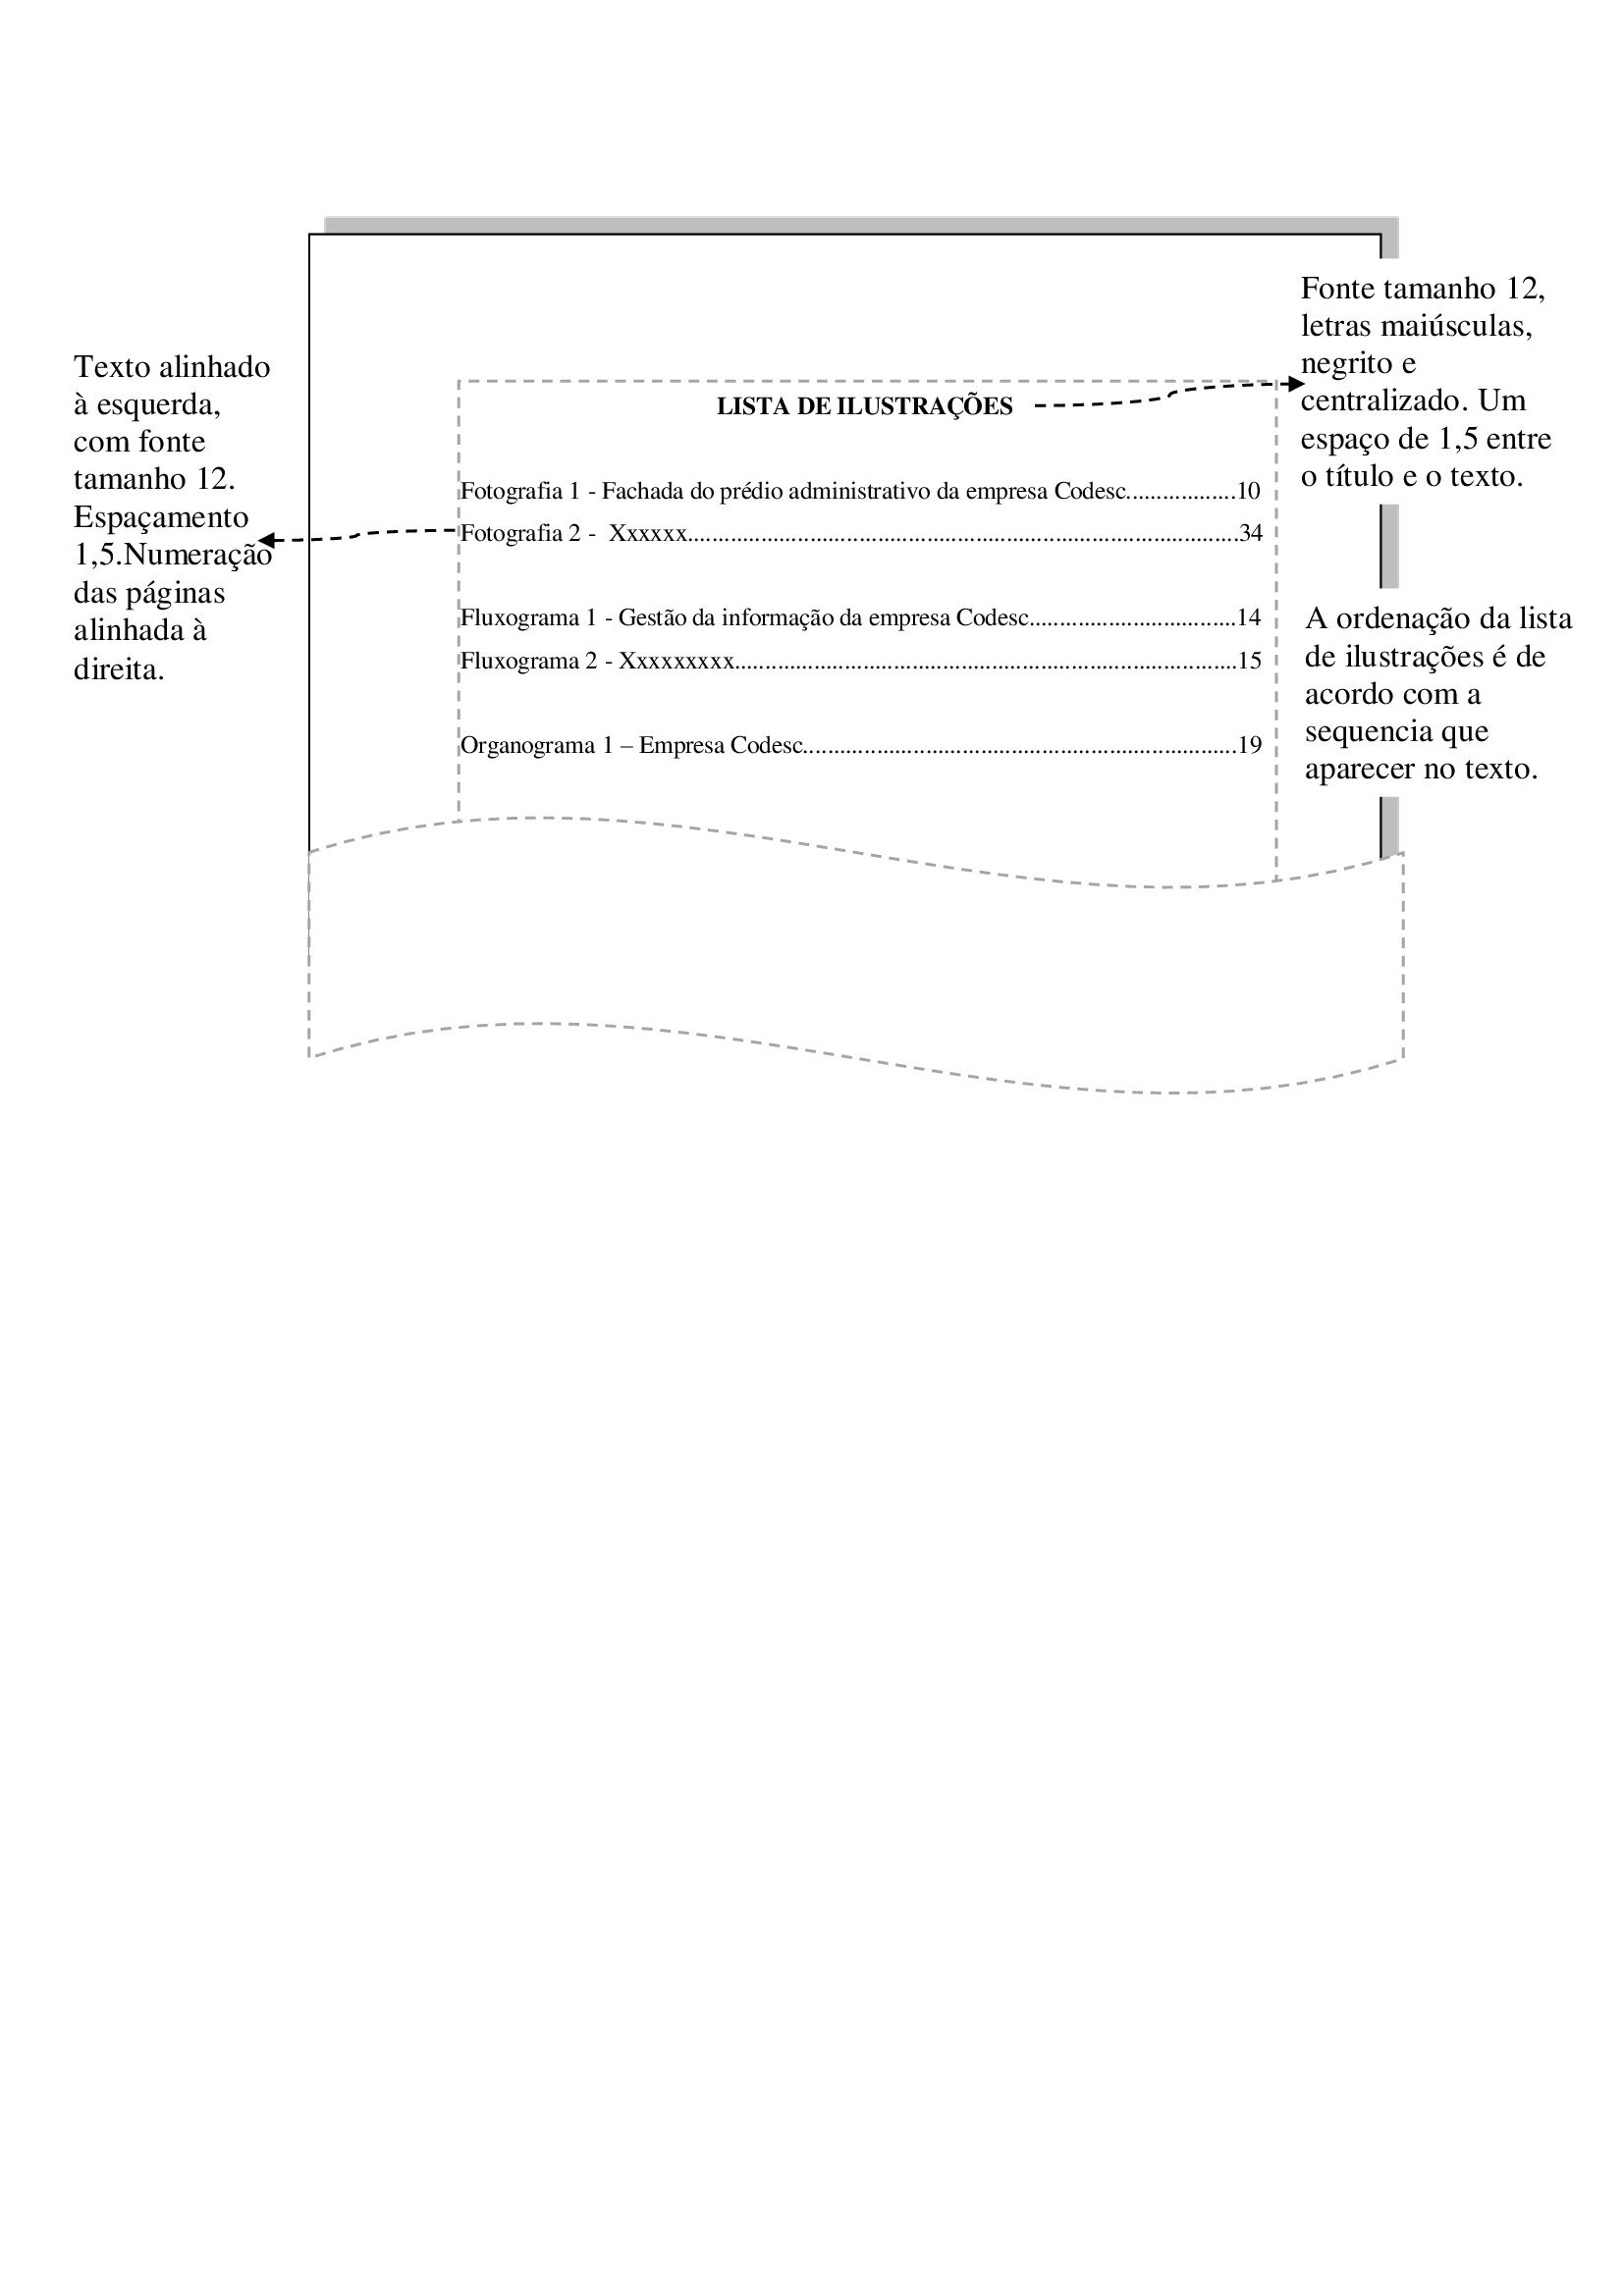 Fonte tamanho 12,
letras maiúsculas,
negrito e
centralizado. Um
espaço de 1,5 entre
o título e o texto.
Texto alinhado
à esquerda,
com fonte
tamanho 12.
Espaçamento
1,5.Numeração
das páginas
alinhada à
direita.
LISTA DE ILUSTRAÇÕES
Fotografia 1 - Fachada do prédio administrativo da empresa Codesc..................10
Fotografia 2 -  Xxxxxx...........................................................................................34
Fluxograma 1 - Gestão da informação da empresa Codesc..................................14
Fluxograma 2 - Xxxxxxxxx...................................................................................15
Organograma 1 – Empresa Codesc.......................................................................19
A ordenação da lista
de ilustrações é de
acordo com a
sequencia que
aparecer no texto.